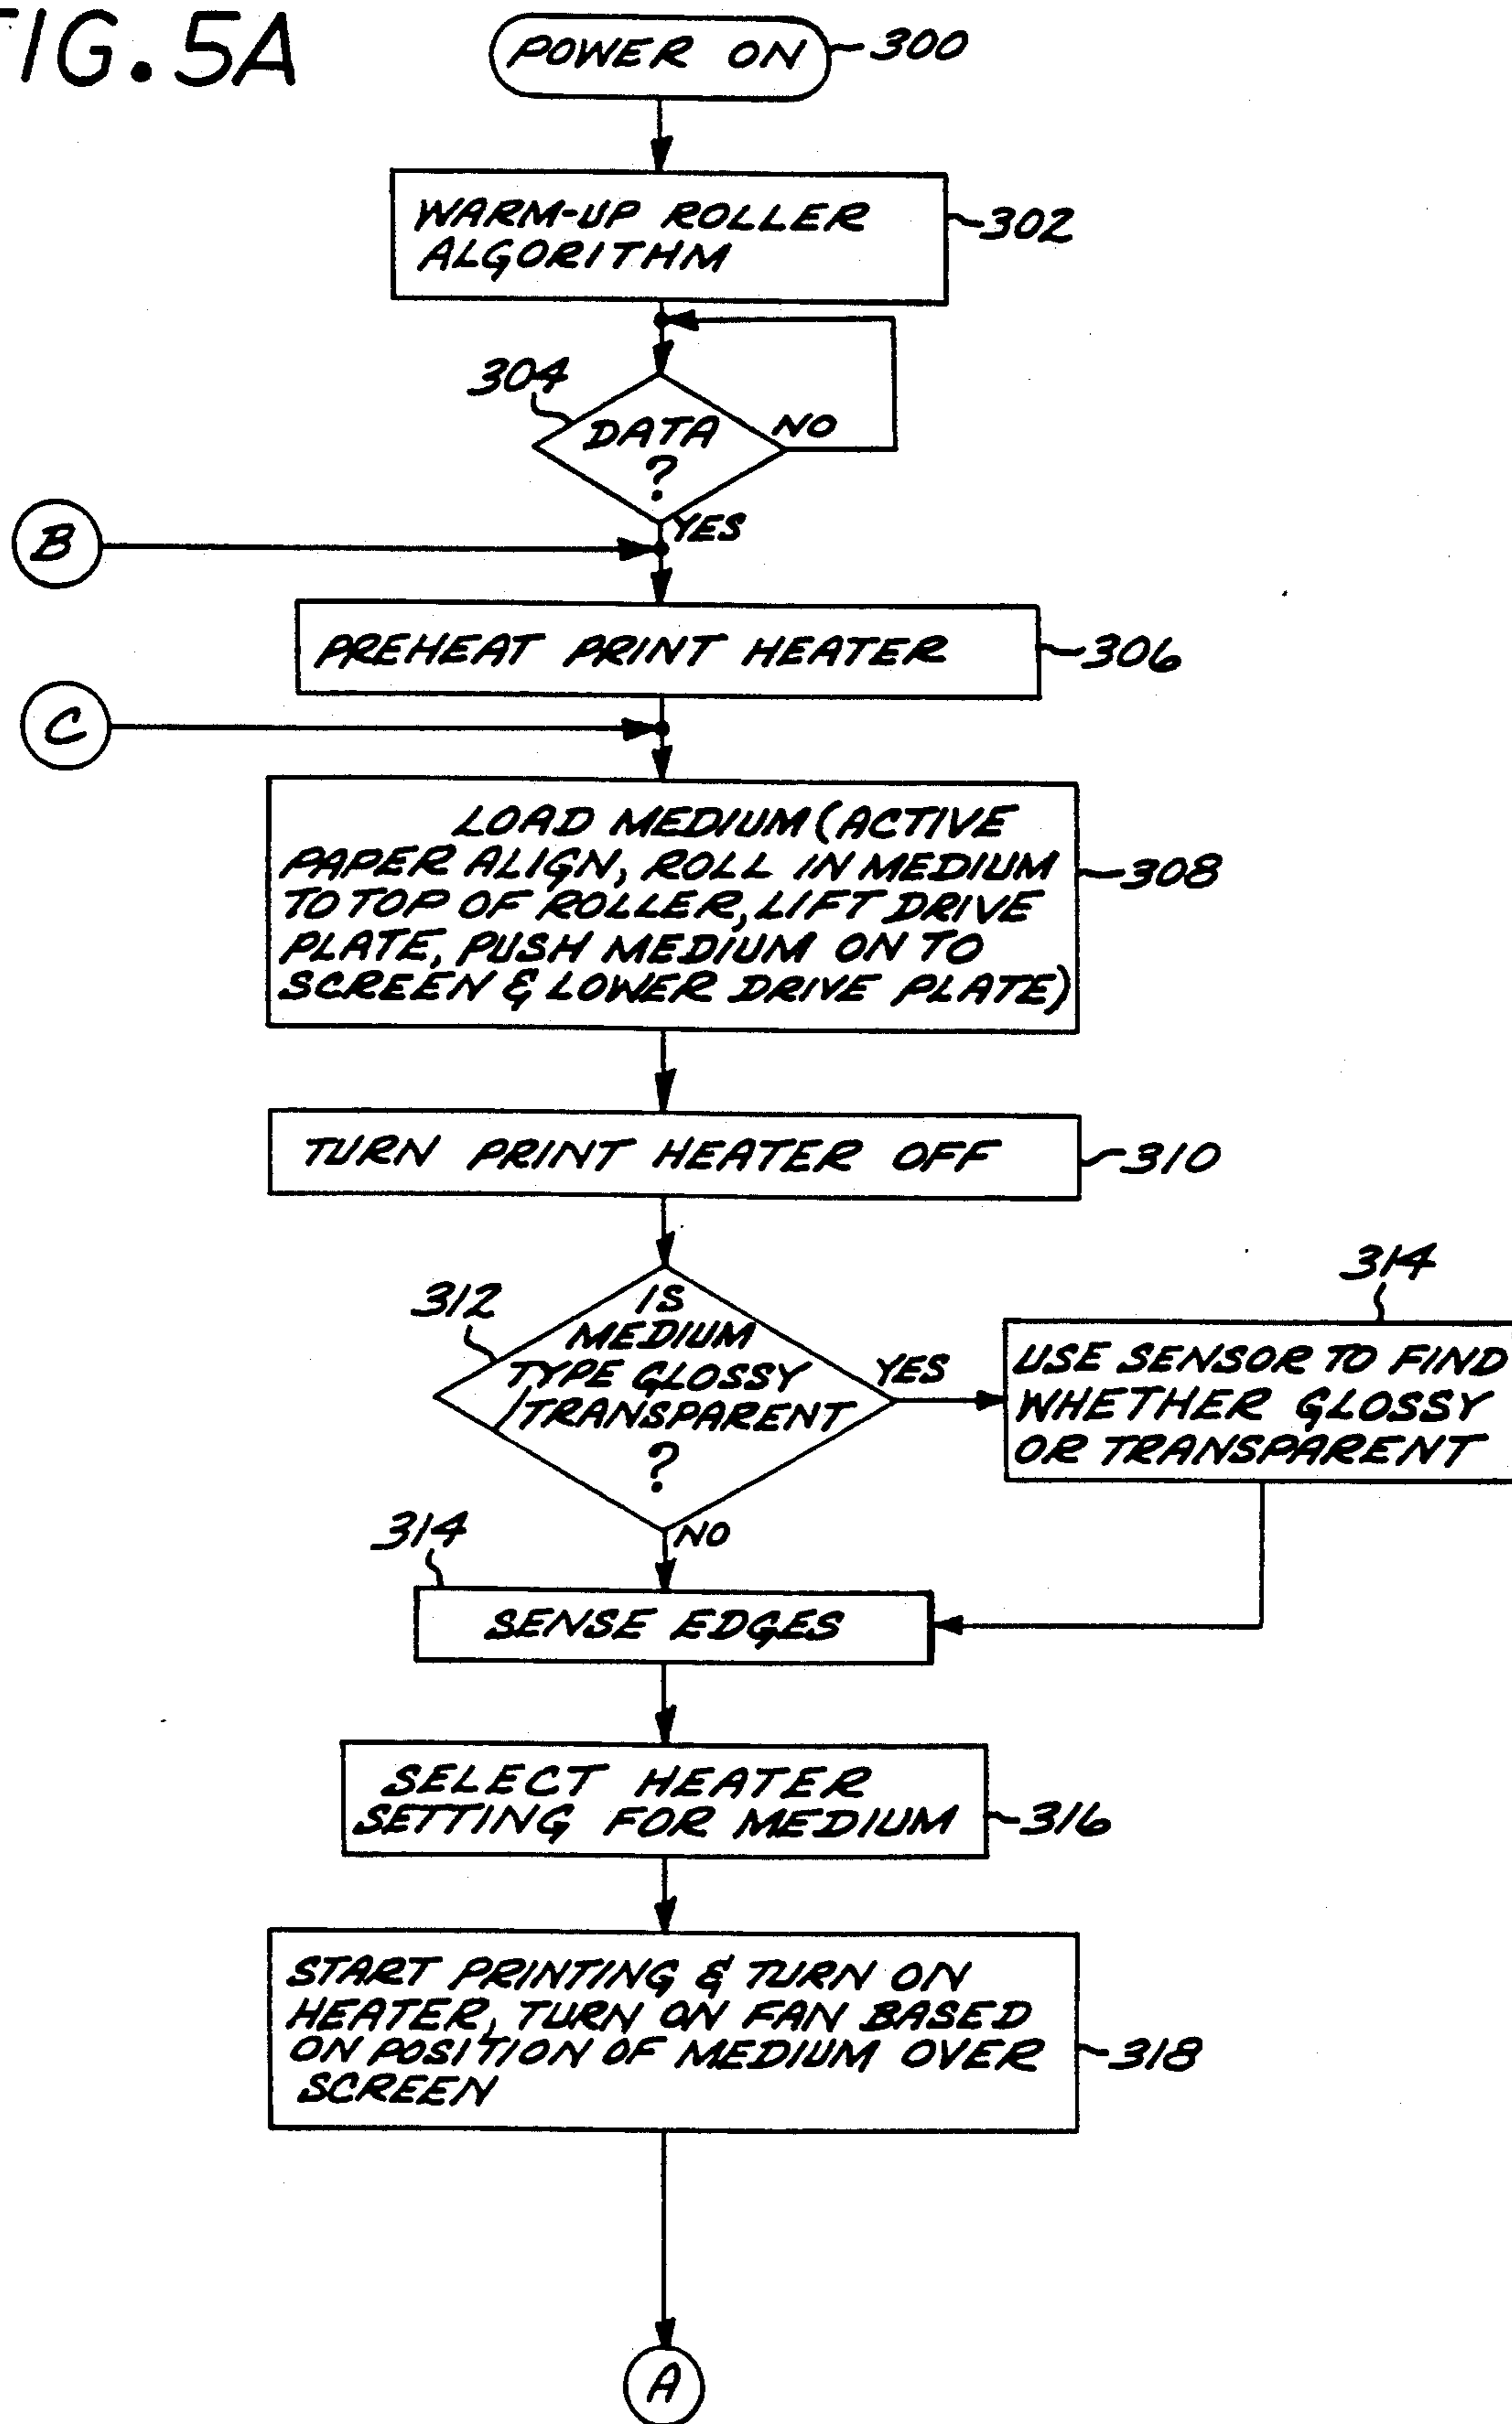 FIG. 5A
POWER ON
300
WARM-UP ROLLER
ALGORITHM
302
304
DATA
?
NO
YES
B
PREHEAT PRINT HEATER
306
C
LOAD MEDIUM (ACTIVE
PAPER ALIGN, ROLL IN MEDIUM
TO TOP OF ROLLER, LIFT DRIVE
PLATE, PUSH MEDIUM ON TO
SCREEN & LOWER DRIVE PLATE)
308
TURN PRINT HEATER OFF
310
312
IS
MEDIUM
TYPE GLOSSY
/TRANSPARENT
?
YES
314
USE SENSOR TO FIND
WHETHER GLOSSY
OR TRANSPARENT
NO
314
SENSE EDGES
SELECT HEATER
SETTING FOR MEDIUM
316
START PRINTING & TURN ON
HEATER, TURN ON FAN BASED
ON POSITION OF MEDIUM OVER
SCREEN
318
A